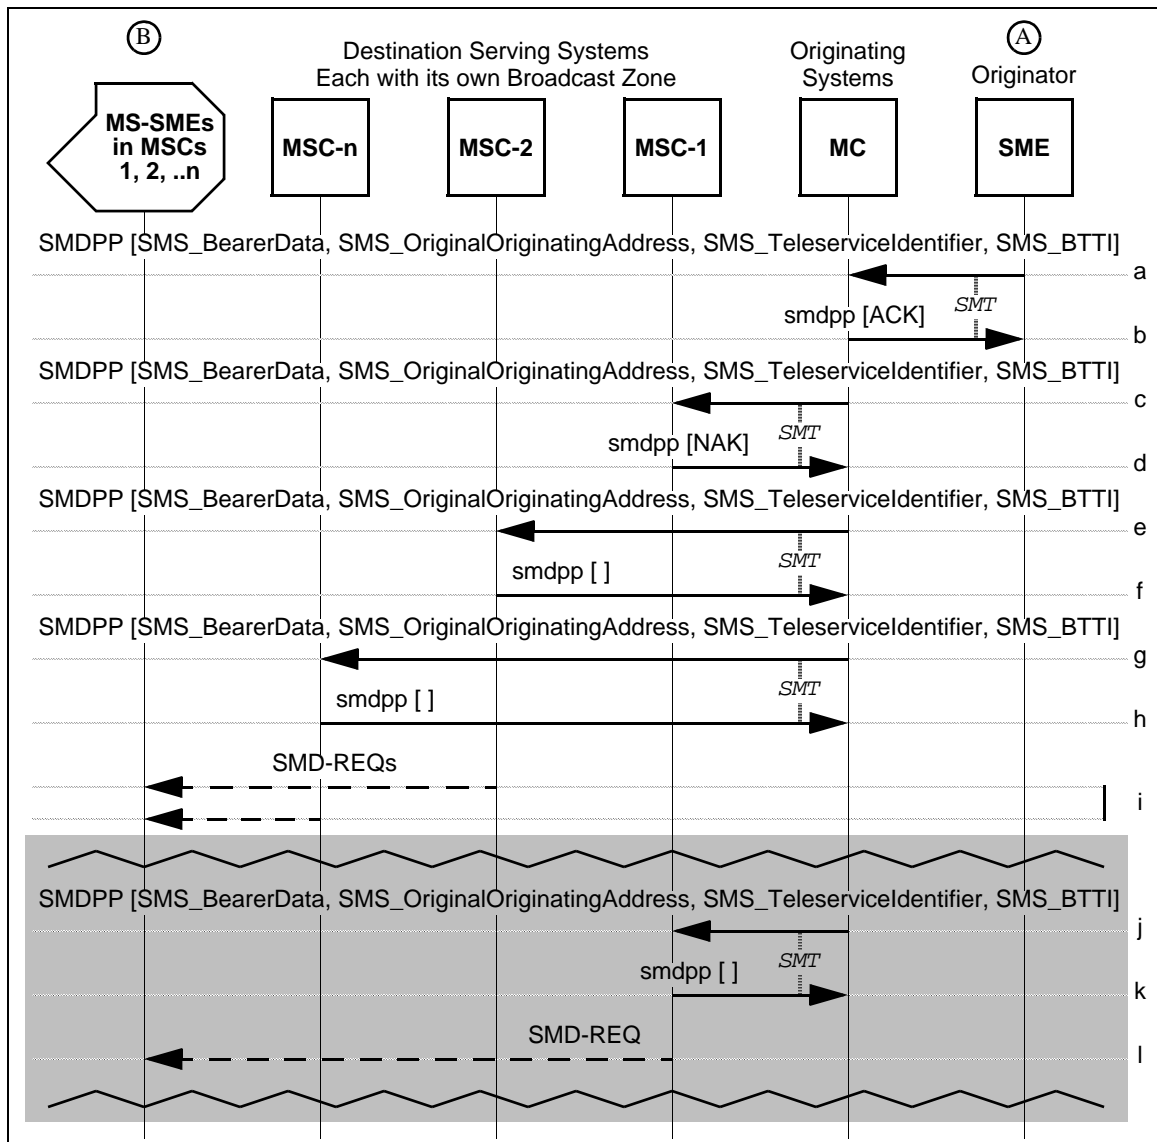 B
A
Destination Serving Systems
Each with its own Broadcast Zone
Originating
Systems
Originator
MS-SMEs
in MSCs
1, 2, ..n
MSC-n
MSC-2
MSC-1
MC
SME
SMDPP [SMS_BearerData, SMS_OriginalOriginatingAddress, SMS_TeleserviceIdentifier, SMS_BTTI]
a
SMT
smdpp [ACK]
b
SMDPP [SMS_BearerData, SMS_OriginalOriginatingAddress, SMS_TeleserviceIdentifier, SMS_BTTI]
c
SMT
smdpp [NAK]
d
SMDPP [SMS_BearerData, SMS_OriginalOriginatingAddress, SMS_TeleserviceIdentifier, SMS_BTTI]
e
SMT
smdpp [ ]
f
SMDPP [SMS_BearerData, SMS_OriginalOriginatingAddress, SMS_TeleserviceIdentifier, SMS_BTTI]
g
SMT
smdpp [ ]
h
SMD-REQs
i
SMDPP [SMS_BearerData, SMS_OriginalOriginatingAddress, SMS_TeleserviceIdentifier, SMS_BTTI]
j
SMT
smdpp [ ]
k
SMD-REQ
l